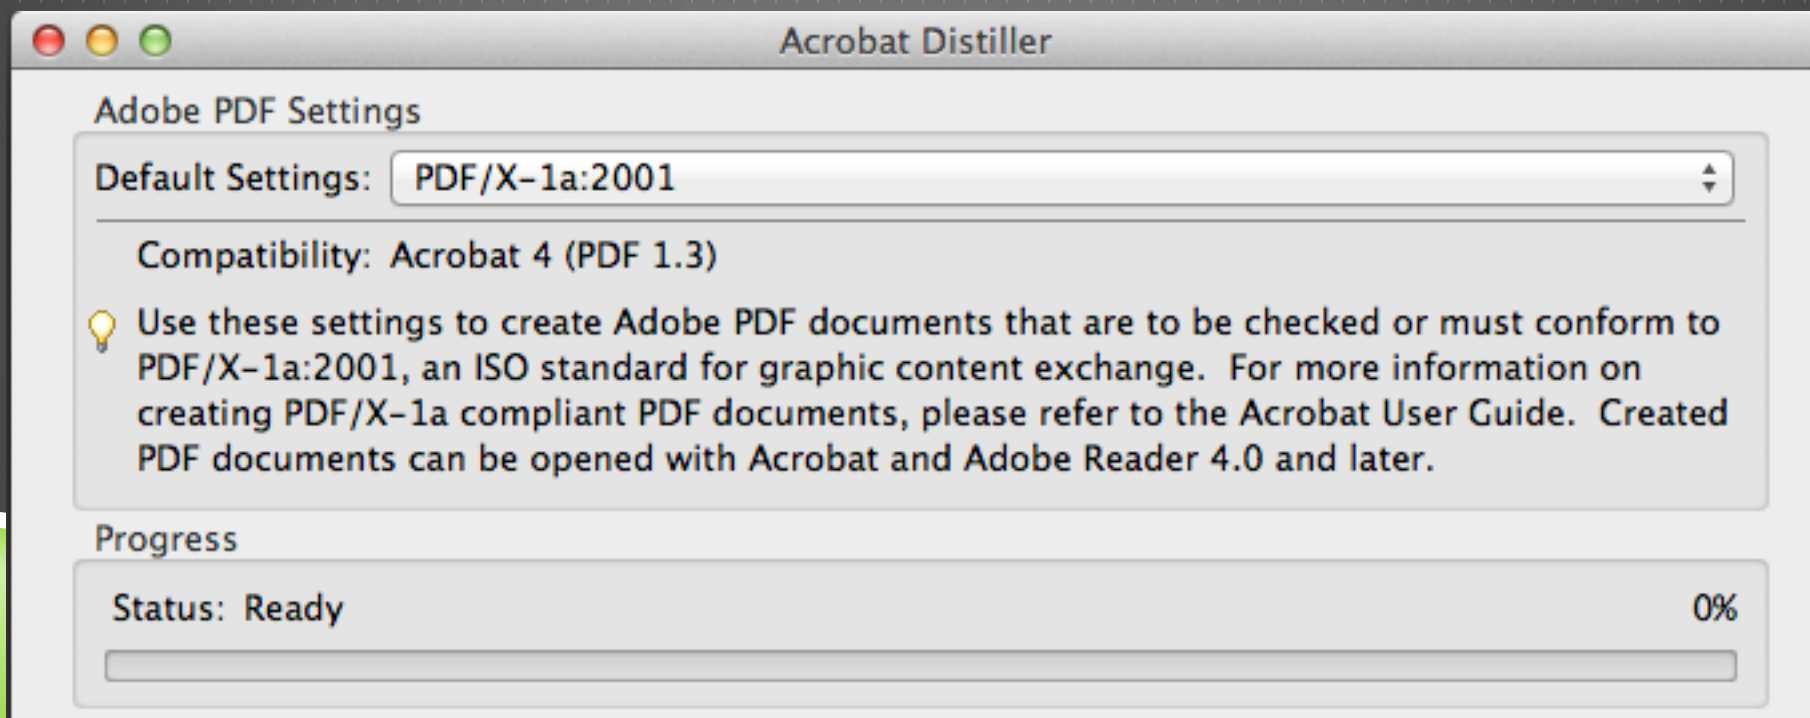 Acrobat Distiller
Adobe PDF Settings
Default Settings: PDF/X-1a:2001
Compatibility: Acrobat 4 (PDF 1.3)
Use these settings to create Adobe PDF documents that are to be checked or must conform to
PDF/X-1a:2001, an ISO standard for graphic content exchange.  For more information on
creating PDF/X-1a compliant PDF documents, please refer to the Acrobat User Guide.  Created
PDF documents can be opened with Acrobat and Adobe Reader 4.0 and later.
Progress
Status: Ready 0%